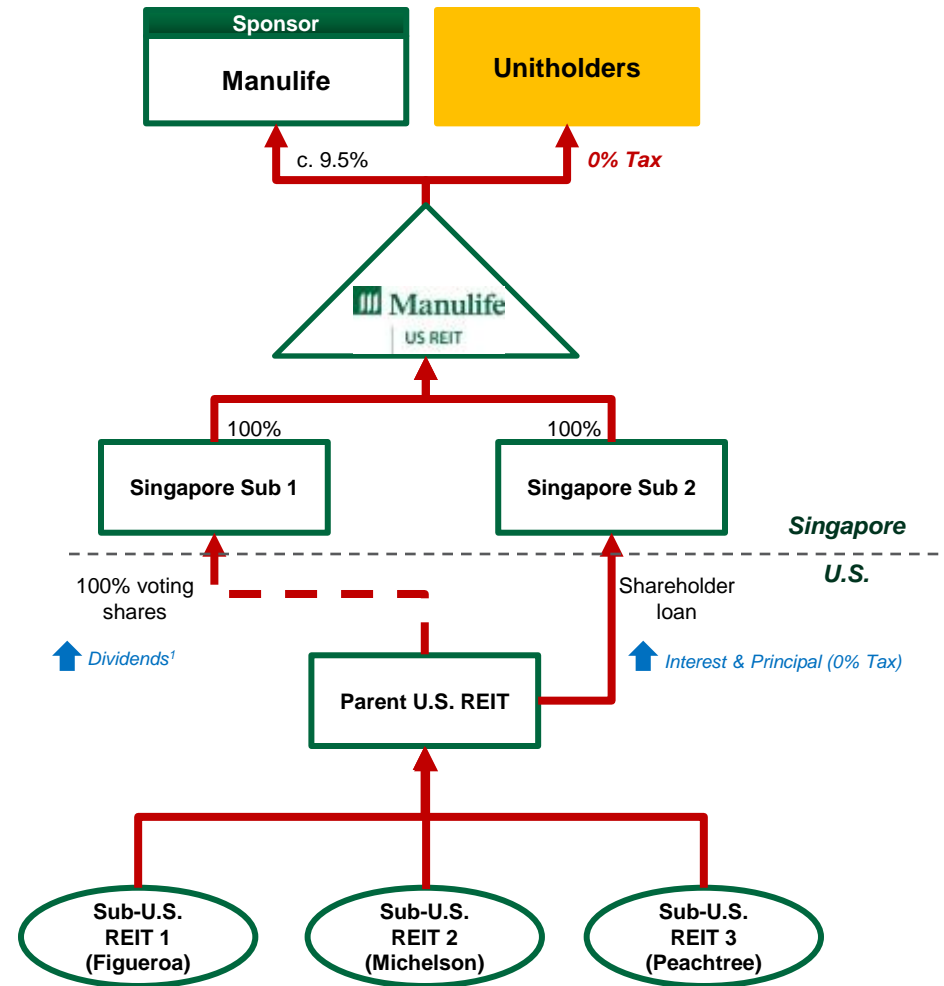 Sponsor
Manulife
Unitholders
c. 9.5%
0% Tax
Manulife
US REIT
100%
100%
Singapore Sub 1
Singapore Sub 2
Singapore
U.S.
100% voting
shares
Shareholder
loan
Dividends¹
Interest & Principal (0% Tax)
Parent U.S. REIT
Sub-U.S.
REIT 1
(Figueroa)
Sub-U.S.
REIT 2
(Michelson)
Sub-U.S.
REIT 3
(Peachtree)